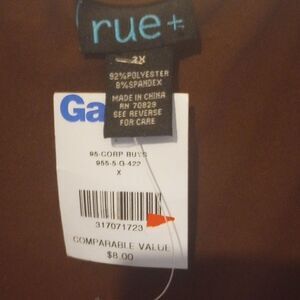 rue+
2X
92%POLYESTER
8%SPANDEX
MADE IN CHINA
RN 70829
SEE REVERSE
FOR CARE
Ga
95-CORP BUYS
955-5-G-422
X
317071723
COMPARABLE VALUE
$8.00